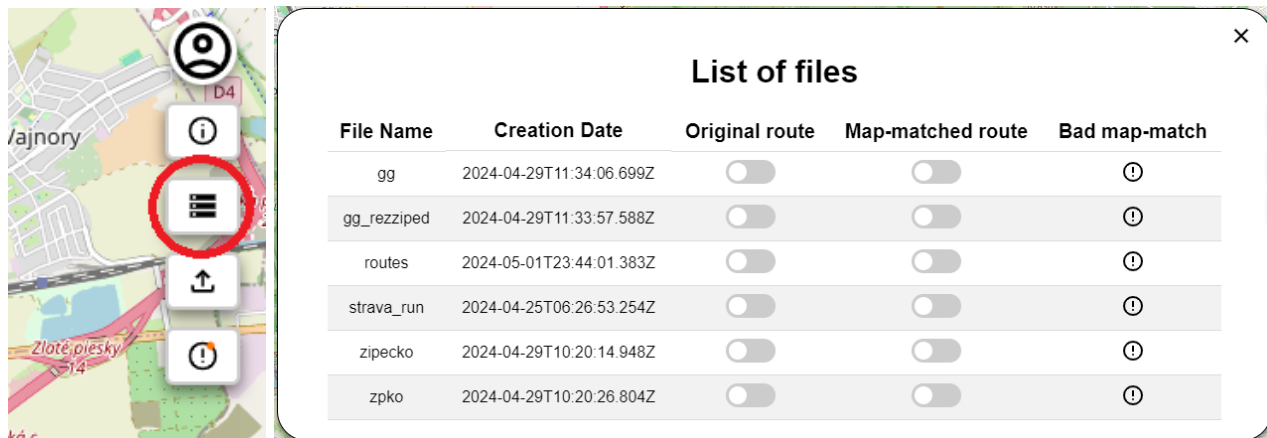 D4
Vajnory
Zlaté piesky
14
List of files
File Name Creation Date Original route Map-matched route Bad map-match
gg 2024-04-29T11:34:06.699Z
gg_rezziped 2024-04-29T11:33:57.588Z
routes 2024-05-01T23:44:01.383Z
strava_run 2024-04-25T06:26:53.254Z
zipecko 2024-04-29T10:20:14.948Z
zpko 2024-04-29T10:20:26.804Z